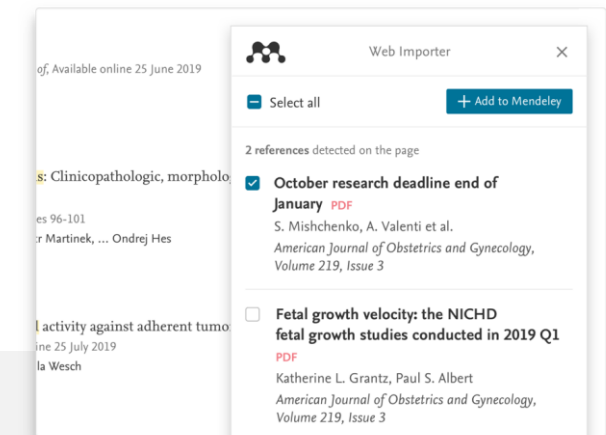 of, Available online 25 June 2019
s: Clinicopathologic, morpholo
es 96-101
r Martinek, ... Ondrej Hes
l activity against adherent tumo
ine 25 July 2019
la Wesch
Web Importer
Select all
+ Add to Mendeley
2 references detected on the page
October research deadline end of
January PDF
S. Mishchenko, A. Valenti et al.
American Journal of Obstetrics and Gynecology,
Volume 219, Issue 3
Fetal growth velocity: the NICHD
fetal growth studies conducted in 2019 Q1
PDF
Katherine L. Grantz, Paul S. Albert
American Journal of Obstetrics and Gynecology,
Volume 219, Issue 3